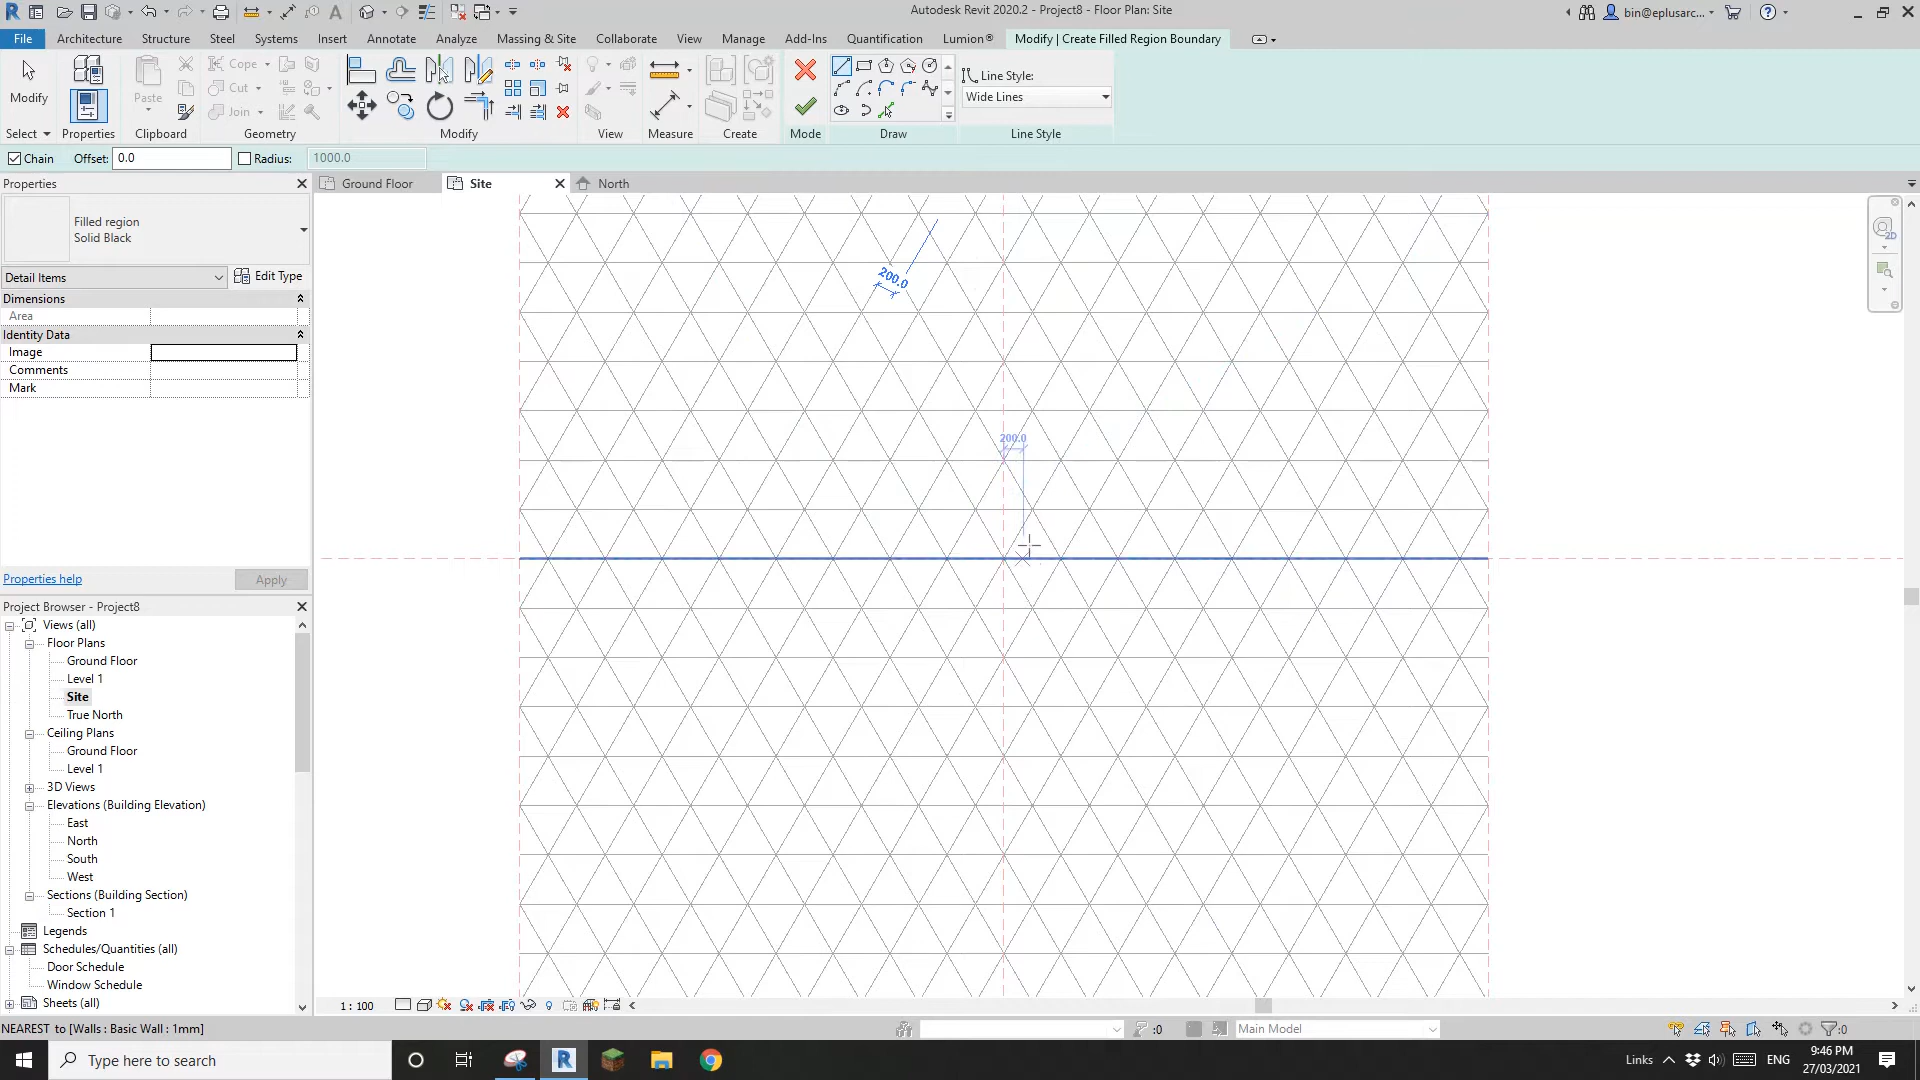 Autodesk Revit 2020.2 - Project8 - Floor Plan: Site
bin@eplusarc...
File Architecture Structure Steel Systems Insert Annotate Analyze Massing & Site Collaborate View Manage Add-Ins Quantification Lumion® Modify | Create Filled Region Boundary
Modify
Paste
Cope
Cut
Join
Line Style:
Wide Lines
Select Properties Clipboard Geometry Modify View Measure Create Mode Draw Line Style
Chain Offset: 0.0 Radius: 1000.0
Properties
Ground Floor Site North
Filled region
Solid Black
Detail Items Edit Type
Dimensions
Area
Identity Data
Image
Comments
Mark
200.0
200.0
Properties help Apply
Project Browser - Project8
Views (all)
Floor Plans
Ground Floor
Level 1
Site
True North
Ceiling Plans
Ground Floor
Level 1
3D Views
Elevations (Building Elevation)
East
North
South
West
Sections (Building Section)
Section 1
Legends
Schedules/Quantities (all)
Door Schedule
Window Schedule
Sheets (all)
1 : 100
NEAREST to [Walls : Basic Wall : 1mm]
:0
Main Model
:0
Type here to search
Links
ENG
9:46 PM
27/03/2021